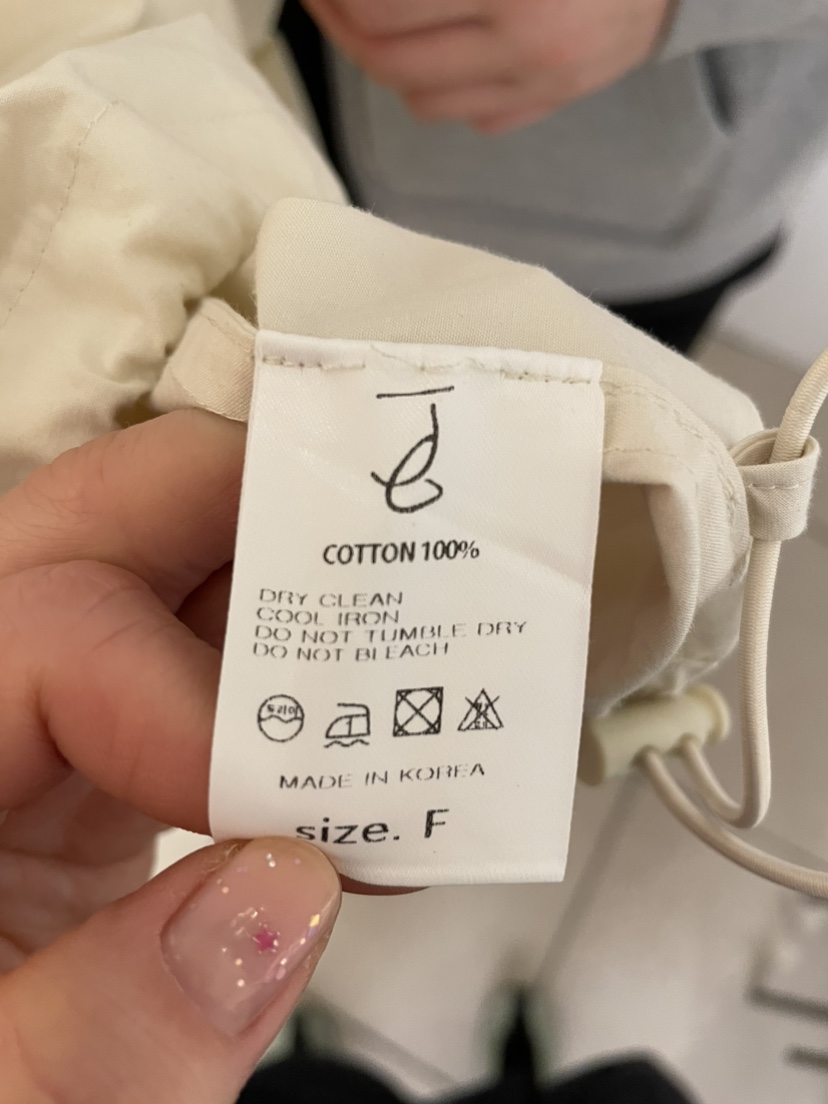 COTTON 100%
DRY CLEAN
COOL IRON
DO NOT TUMBLE DRY
DO NOT BLEACH
MADE IN KOREA
size. F